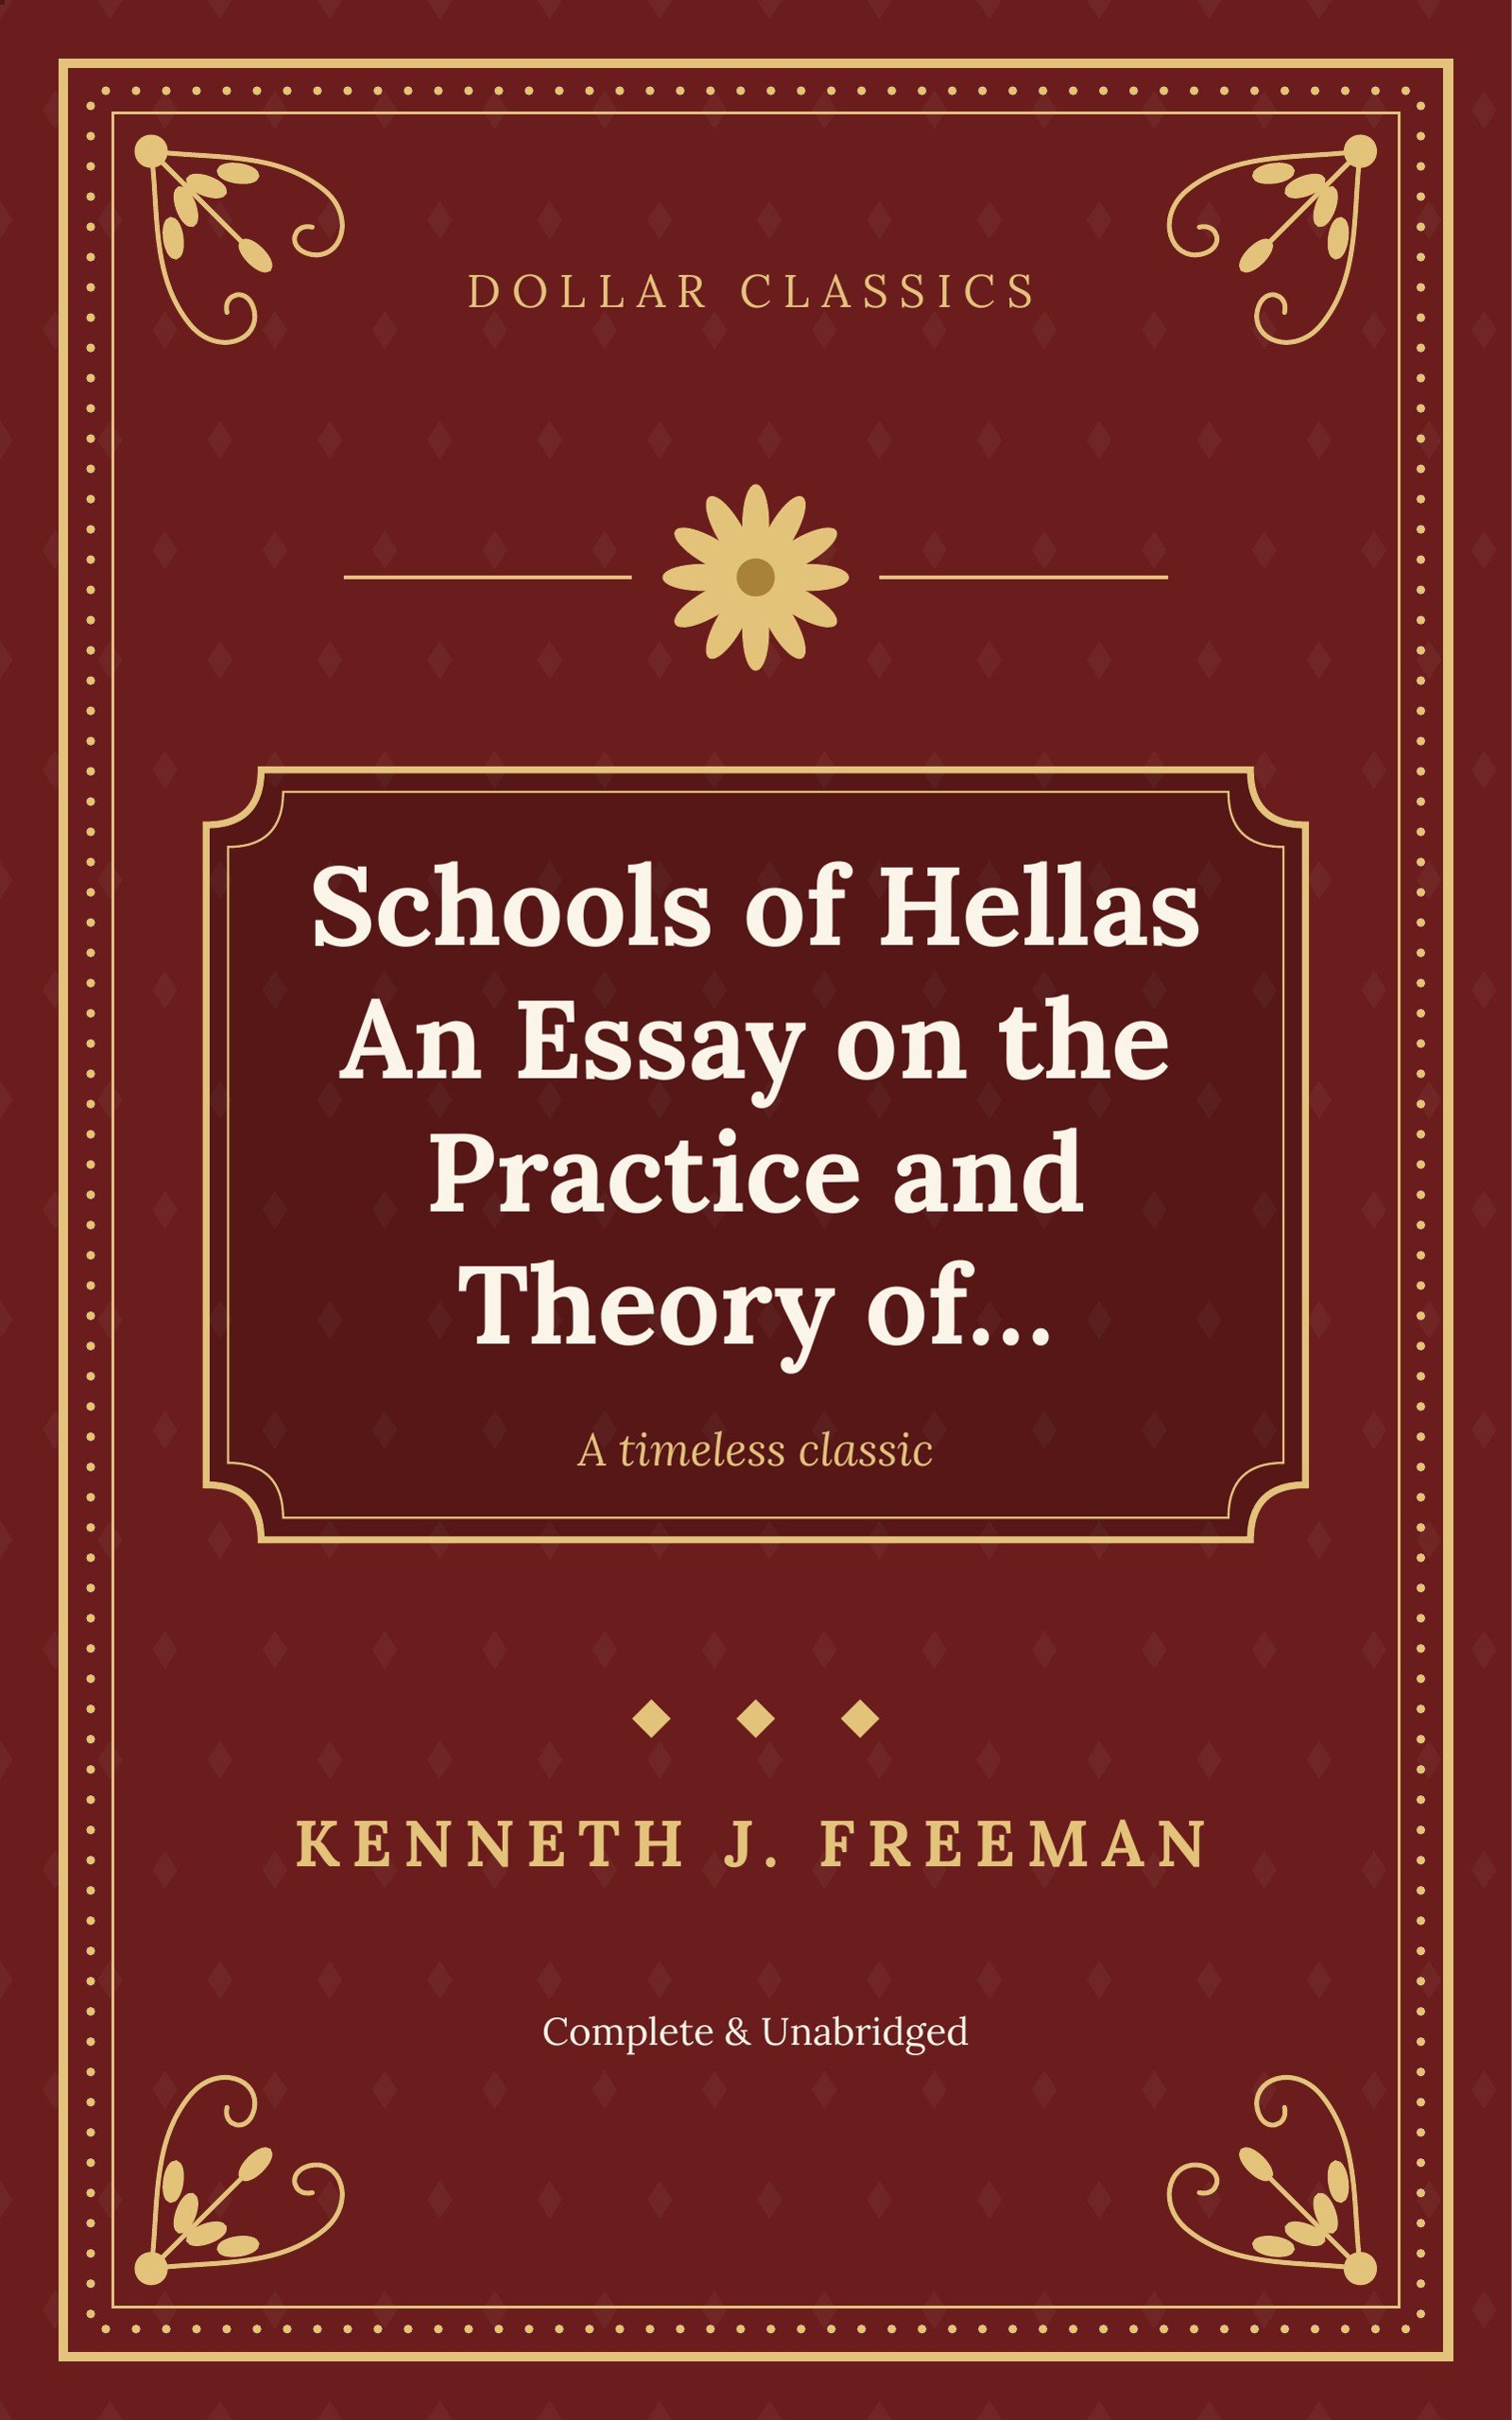 DOLLAR CLASSICS
Schools of Hellas
An Essay on the
Practice and
Theory of...
A timeless classic
KENNETH J. FREEMAN
Complete & Unabridged